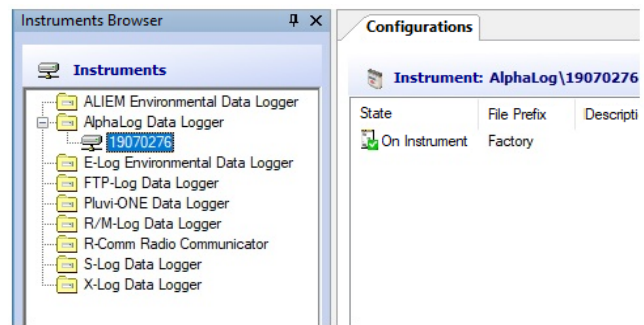 Instruments Browser
Instruments
ALIEM Environmental Data Logger
AlphaLog Data Logger
19070276
E-Log Environmental Data Logger
FTP-Log Data Logger
Pluvi-ONE Data Logger
R/M-Log Data Logger
R-Comm Radio Communicator
S-Log Data Logger
X-Log Data Logger
Configurations
Instrument: AlphaLog\19070276
State File Prefix Descripti
On Instrument Factory